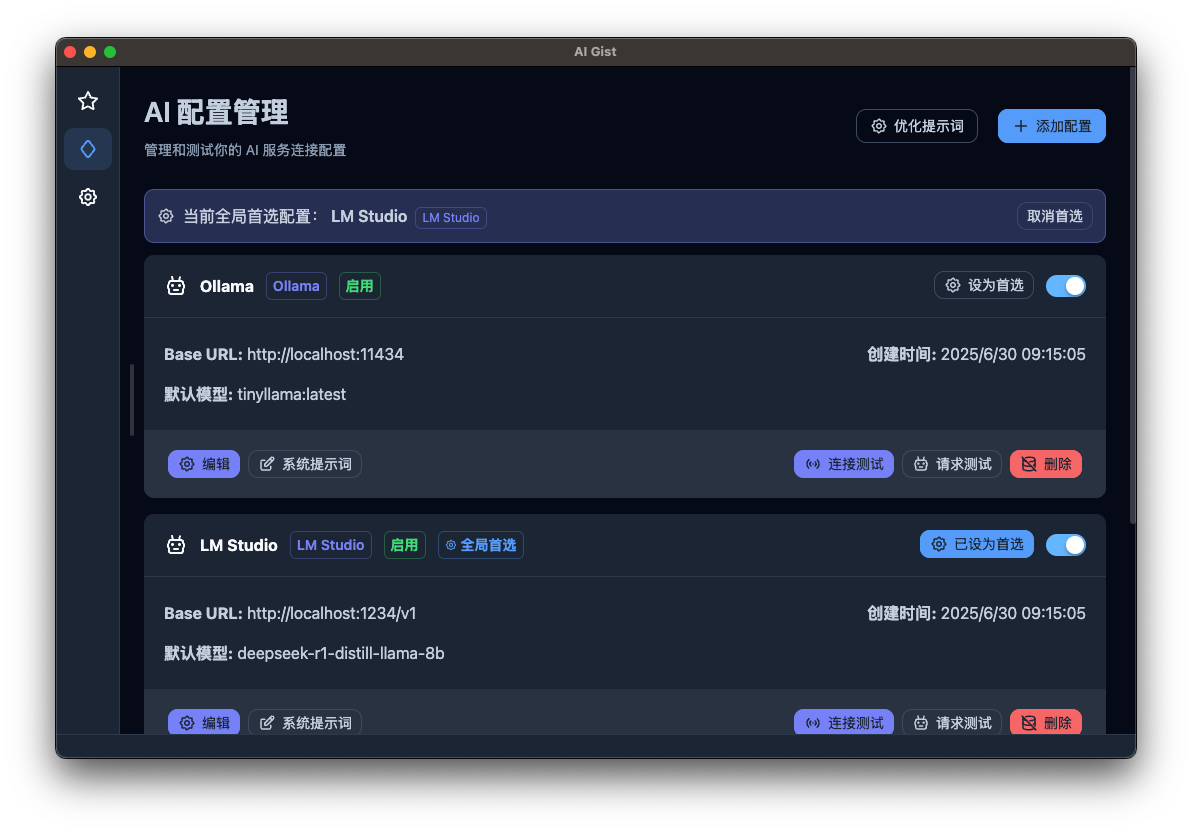 AI Gist
AI 配置管理
管理和测试你的 AI 服务连接配置
优化提示词
添加配置
当前全局首选配置： LM Studio LM Studio
取消首选
Ollama Ollama 启用
设为首选
Base URL: http://localhost:11434
创建时间: 2025/6/30 09:15:05
默认模型: tinyllama:latest
编辑 系统提示词
连接测试 请求测试 删除
LM Studio LM Studio 启用 全局首选
已设为首选
Base URL: http://localhost:1234/v1
创建时间: 2025/6/30 09:15:05
默认模型: deepseek-r1-distill-llama-8b
编辑 系统提示词
连接测试 请求测试 删除